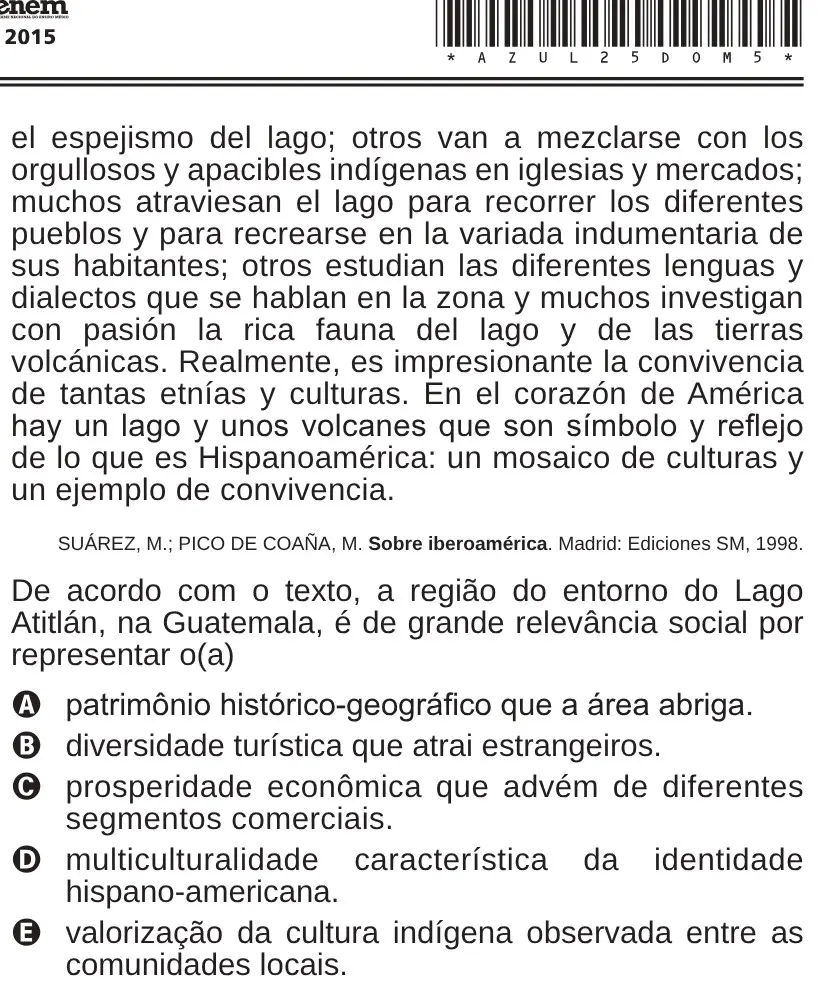 enem
EXAME NACIONAL DO ENSINO MÉDIO
2015
* A Z U L 2 5 D O M 5 *
el espejismo del lago; otros van a mezclarse con los
orgullosos y apacibles indígenas en iglesias y mercados;
muchos atraviesan el lago para recorrer los diferentes
pueblos y para recrearse en la variada indumentaria de
sus habitantes; otros estudian las diferentes lenguas y
dialectos que se hablan en la zona y muchos investigan
con pasión la rica fauna del lago y de las tierras
volcánicas. Realmente, es impresionante la convivencia
de tantas etnías y culturas. En el corazón de América
hay un lago y unos volcanes que son símbolo y reflejo
de lo que es Hispanoamérica: un mosaico de culturas y
un ejemplo de convivencia.
SUÁREZ, M.; PICO DE COAÑA, M. Sobre iberoamérica. Madrid: Ediciones SM, 1998.
De acordo com o texto, a região do entorno do Lago
Atitlán, na Guatemala, é de grande relevância social por
representar o(a)
A patrimônio histórico-geográfico que a área abriga.
B diversidade turística que atrai estrangeiros.
C prosperidade econômica que advém de diferentes
segmentos comerciais.
D multiculturalidade característica da identidade
hispano-americana.
E valorização da cultura indígena observada entre as
comunidades locais.